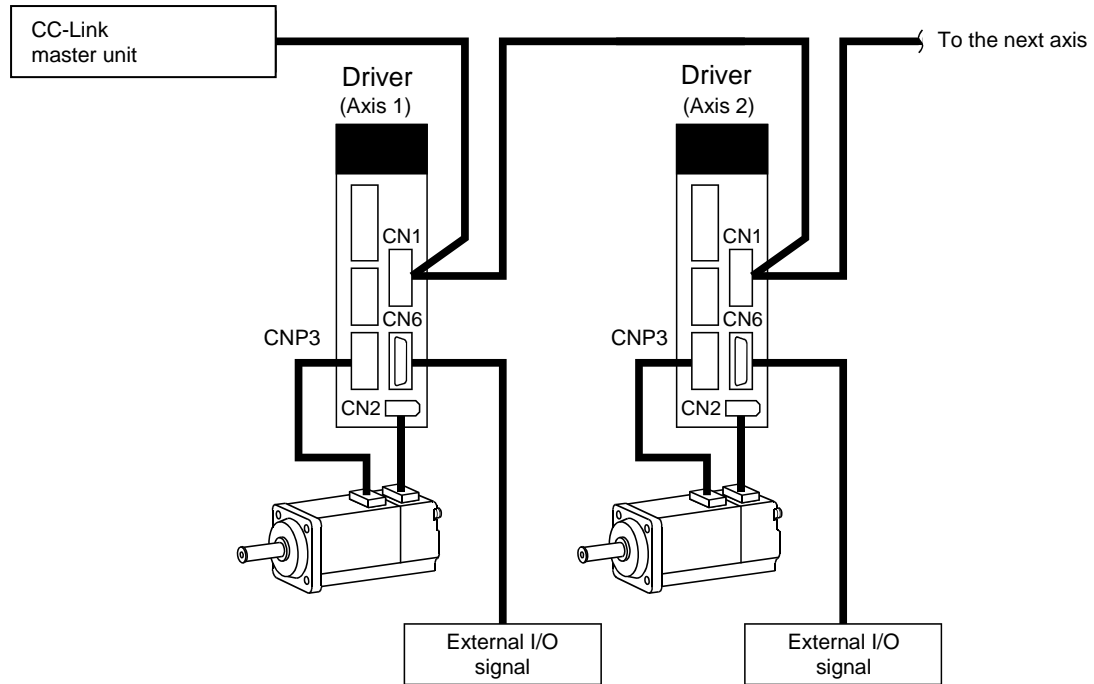 CC-Link
master unit
To the next axis
Driver
(Axis 1)
Driver
(Axis 2)
CN1
CN1
CN6
CN6
CNP3
CNP3
CN2
CN2
External I/O
signal
External I/O
signal